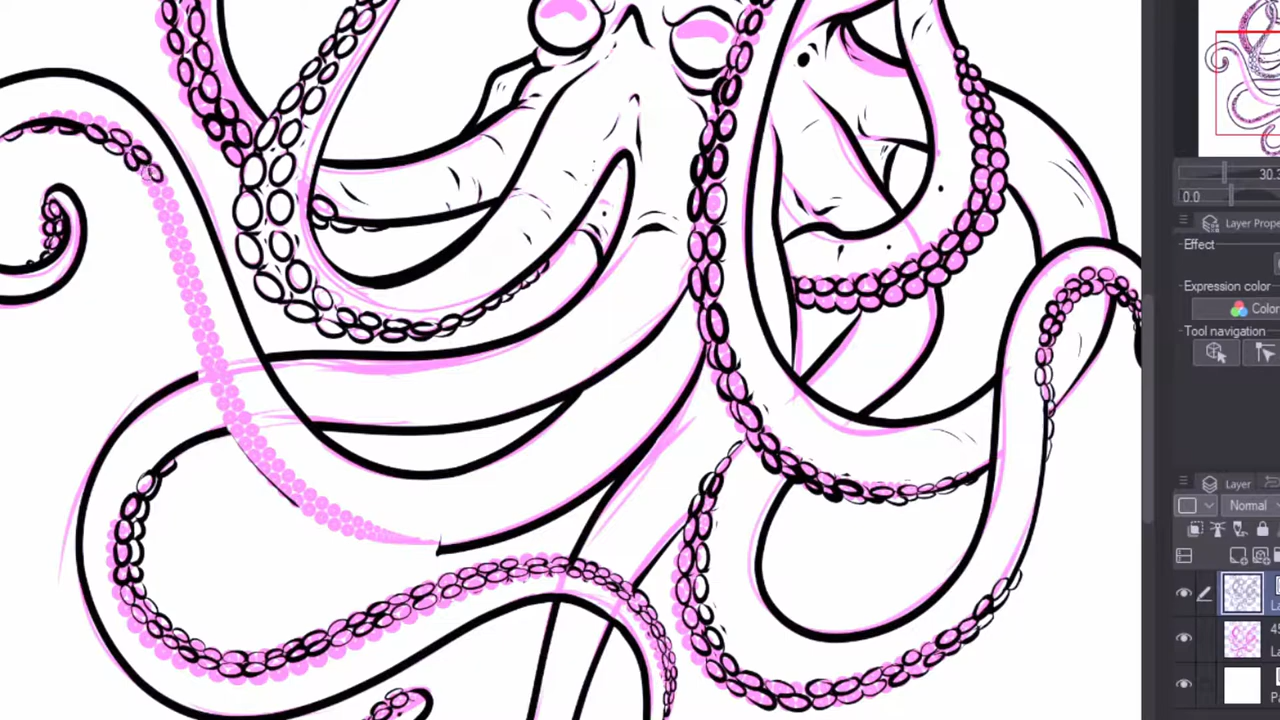 30.3
0.0
Layer Prope
Effect
Expression color
Color
Tool navigation
Layer
Normal